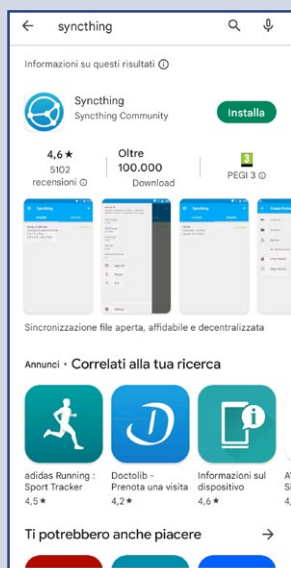 syncthing
Informazioni su questi risultati
Syncthing
Syncthing Community
Installa
4,6★
5102
recensioni
Oltre
100.000
Download
3
PEGI 3
Sincronizzazione file aperta, affidabile e decentralizzata
Annunci • Correlati alla tua ricerca
adidas Running :
Sport Tracker
4,5★
Doctolib -
Prenota una visita
4,2★
Informazioni sul
dispositivo
4,6★
Ti potrebbero anche piacere